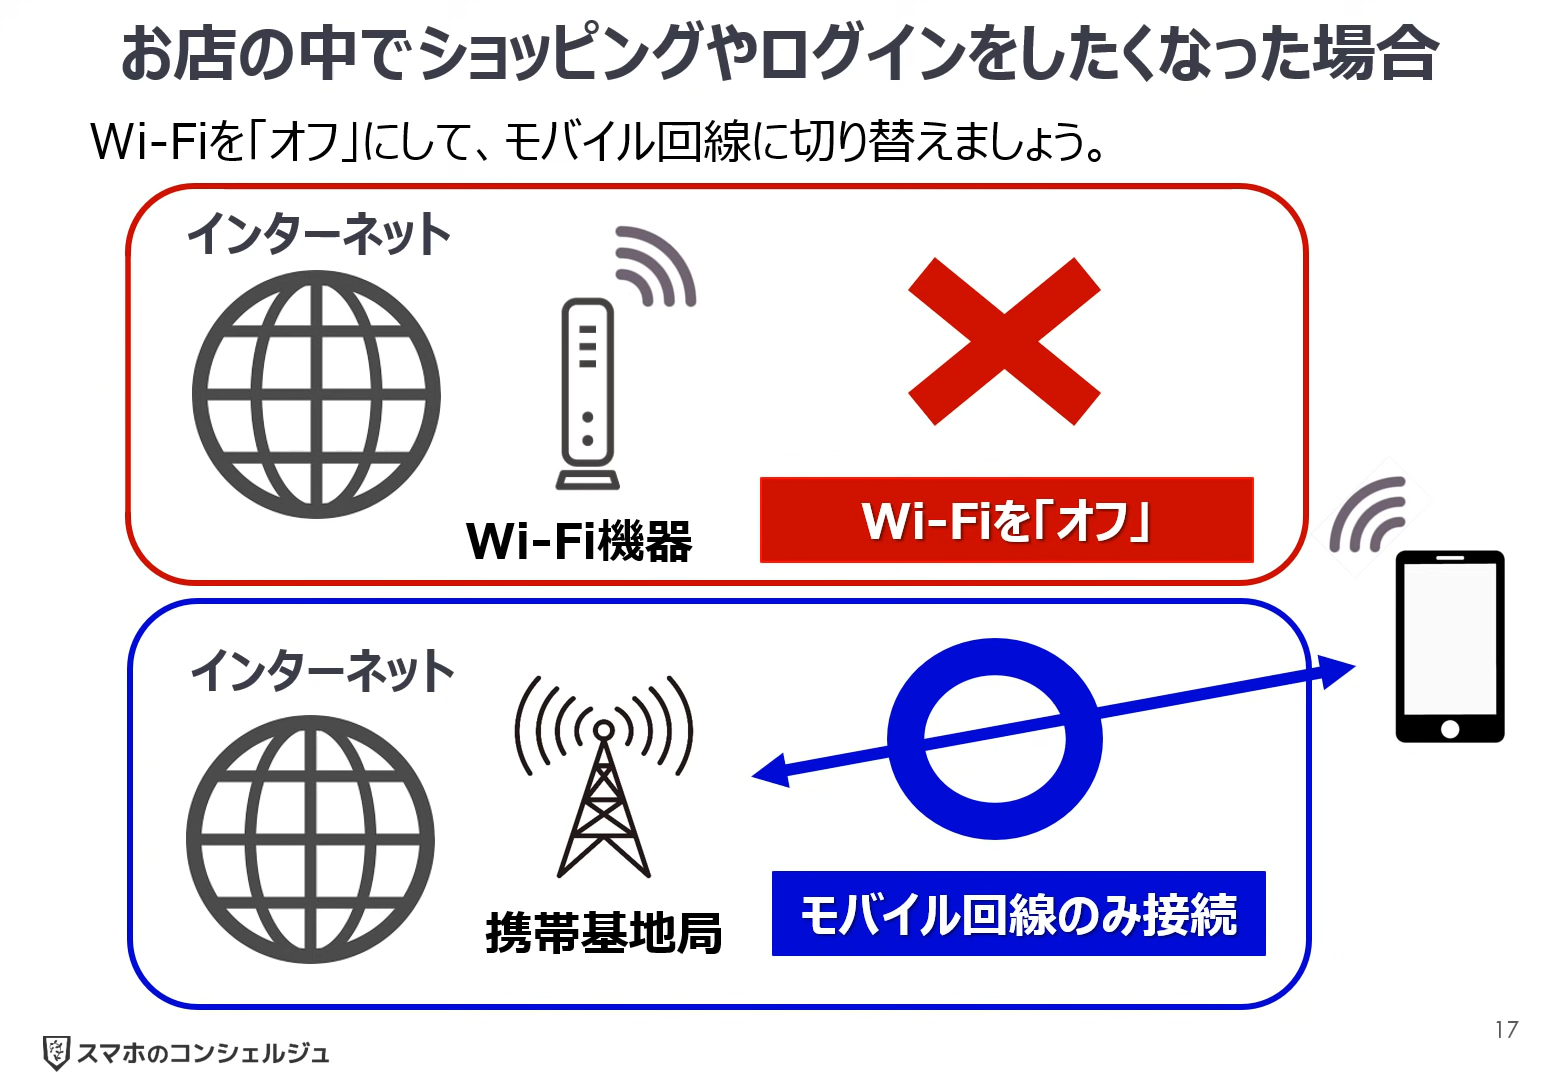 お店の中でショッピングやログインをしたくなった場合
Wi-Fiを「オフ」にして、モバイル回線に切り替えましょう。
インターネット
Wi-Fi機器
Wi-Fiを「オフ」
インターネット
携帯基地局
モバイル回線のみ接続
スマホのコンシェルジュ
17